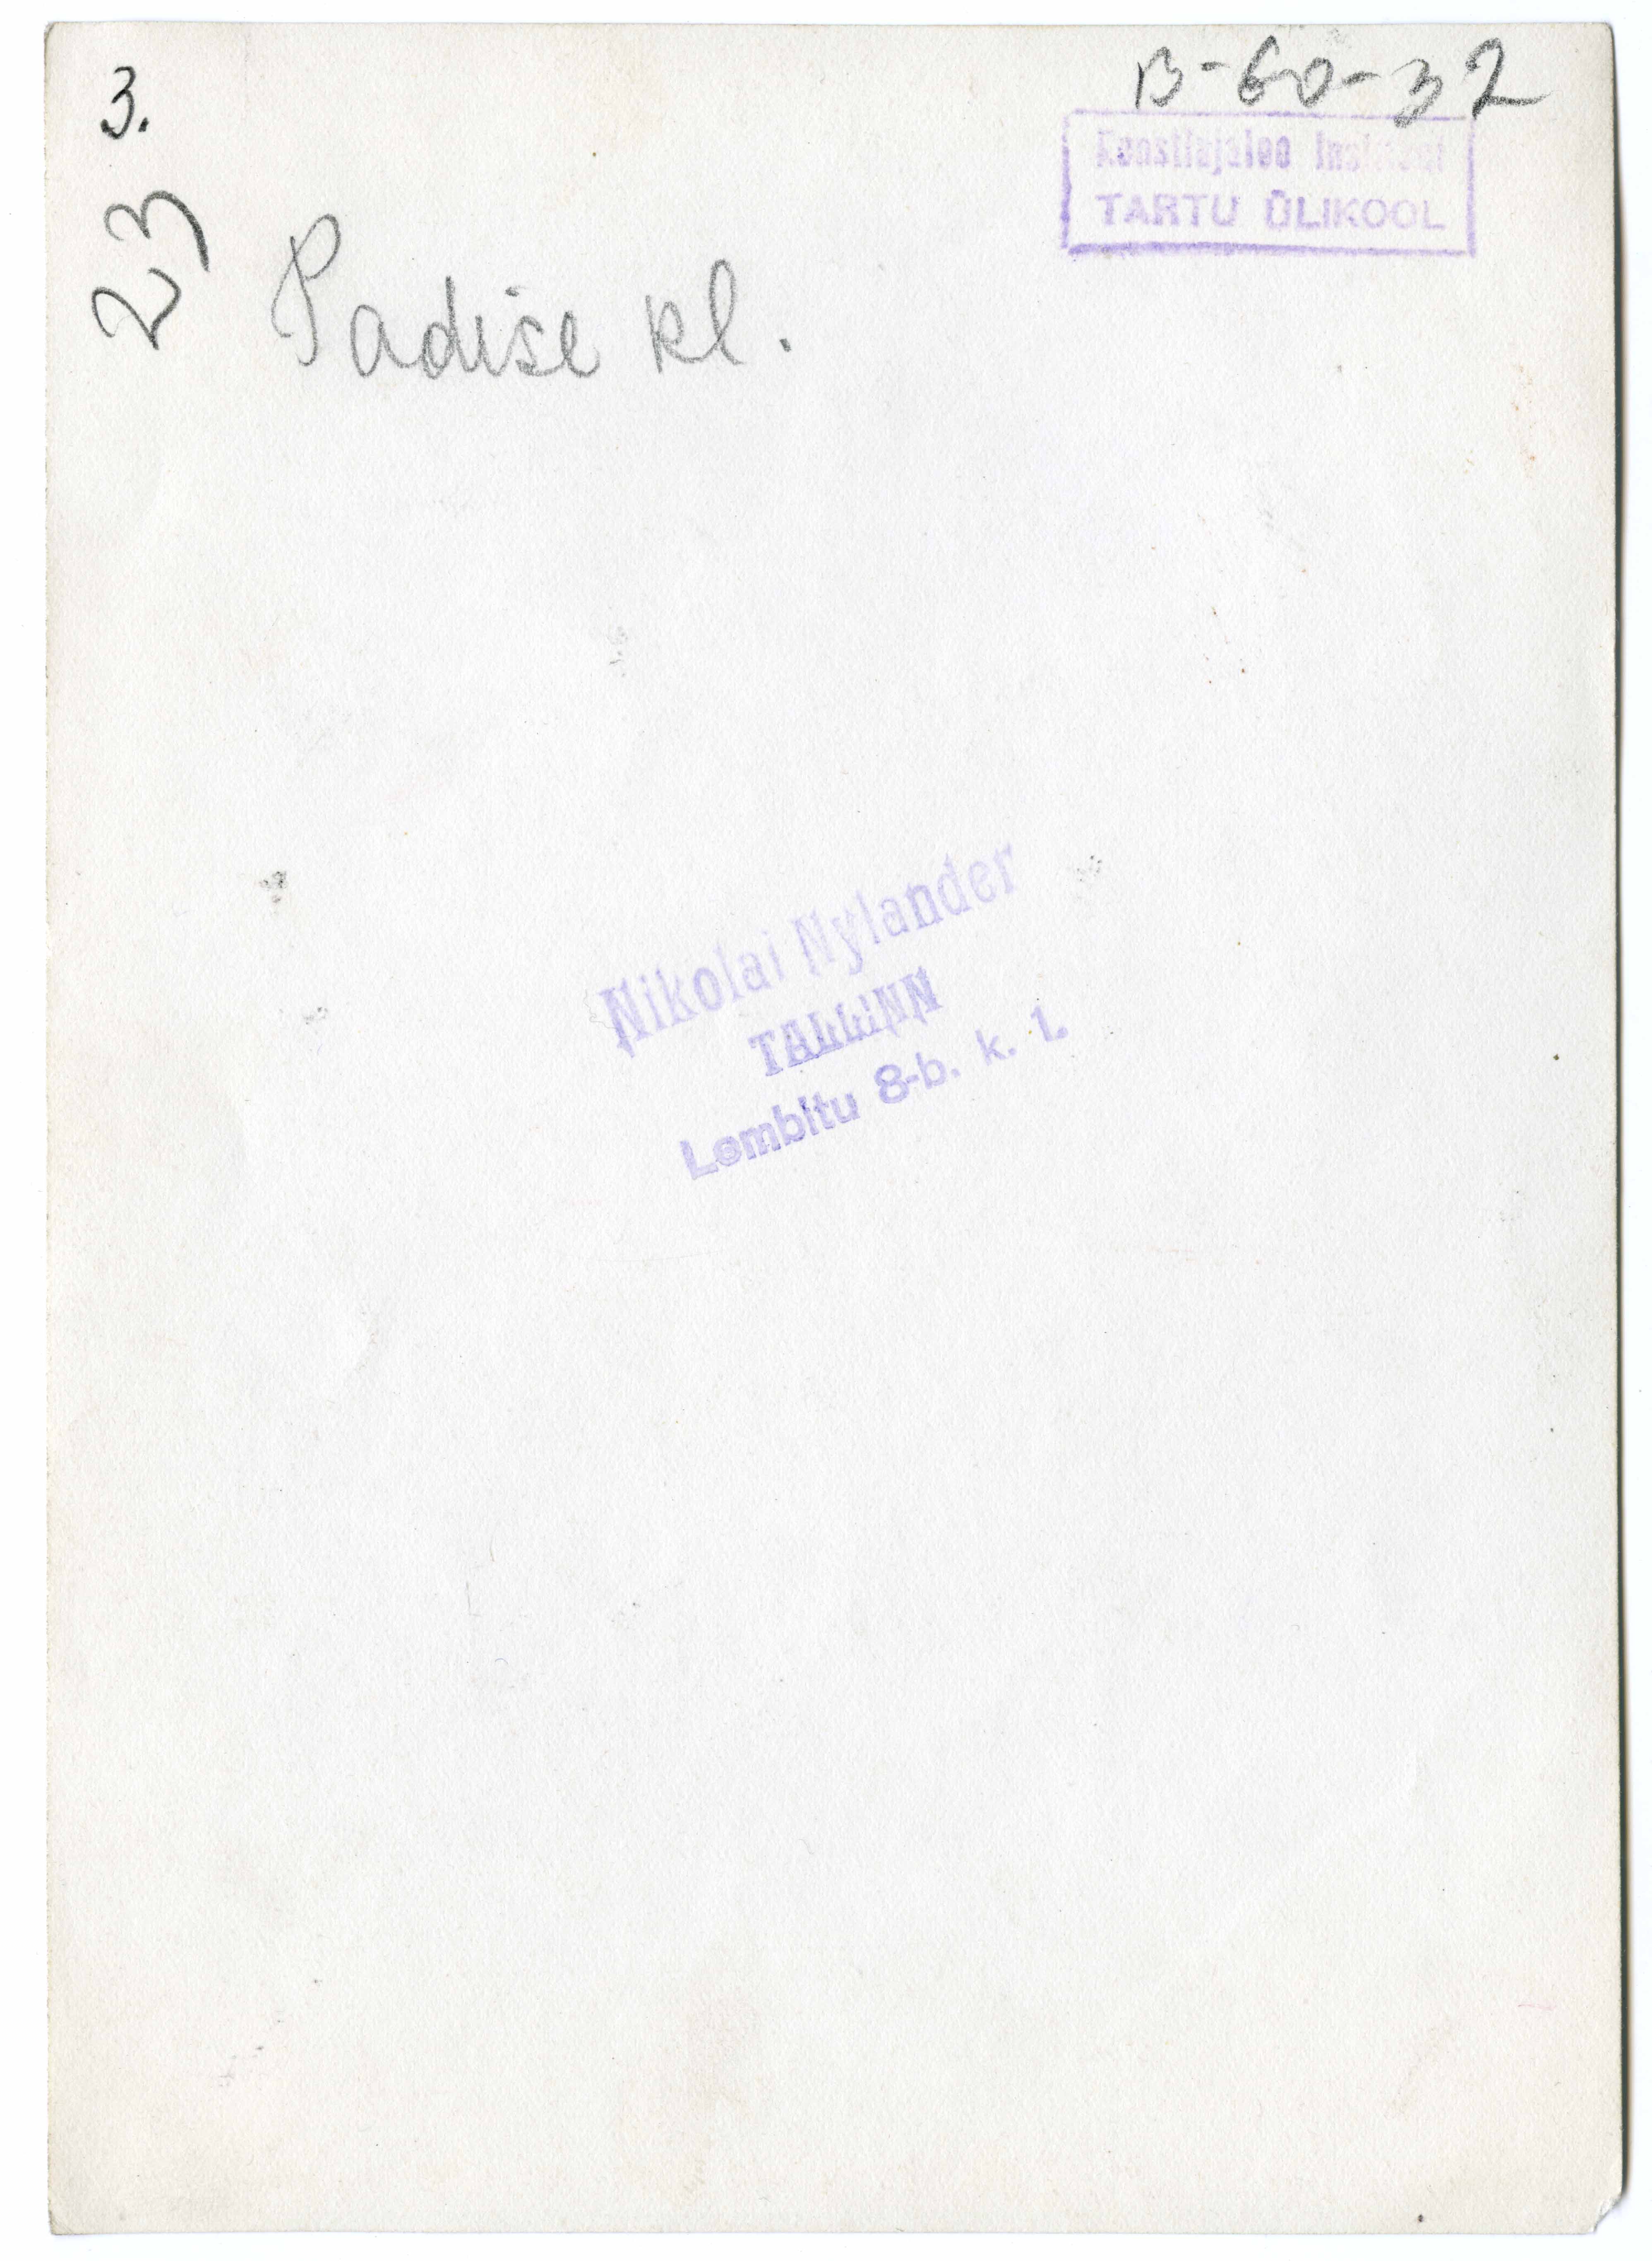 3.
B-60-32
Kunstiajaloo Instituut
TARTU ÜLIKOOL
23
Padise kl.
Nikolai Nylander
TALLINN
Lembitu 8-b. k. 1.